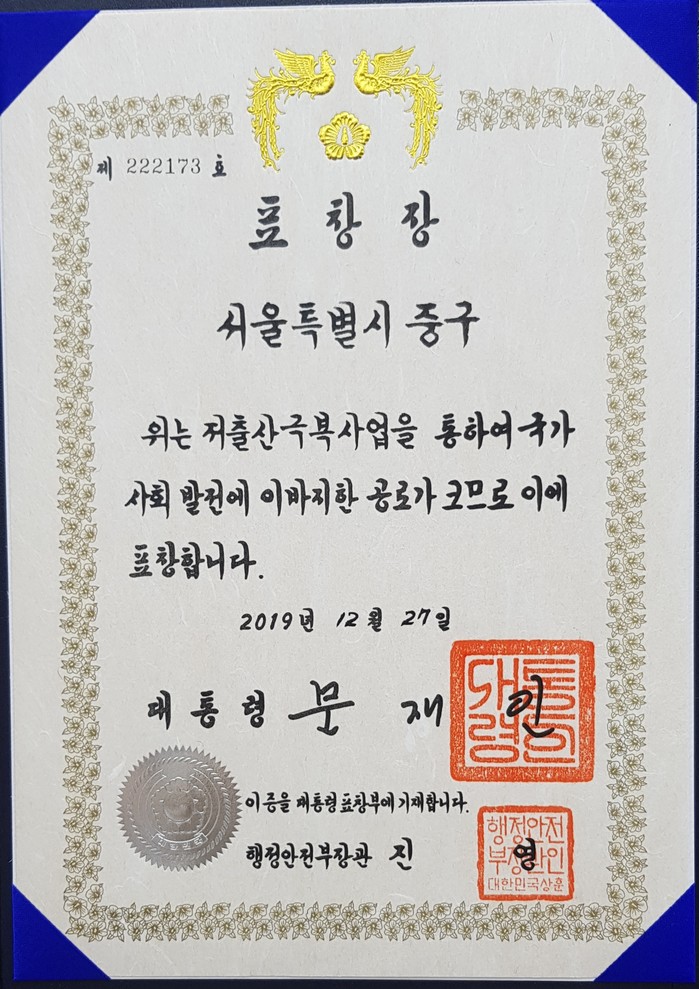 제 222173 호
표 창 장
서울특별시 중구
위는 저출산극복사업을 통하여 국가
사회 발전에 이바지한 공로가 크므로 이에
표창합니다.
2019년 12월 27일
대 통 령 문 재 인
대통령인
이 증을 대통령표창부에 기재합니다.
행정안전부장관 진 영
행정안전
부장관인
대한민국상훈